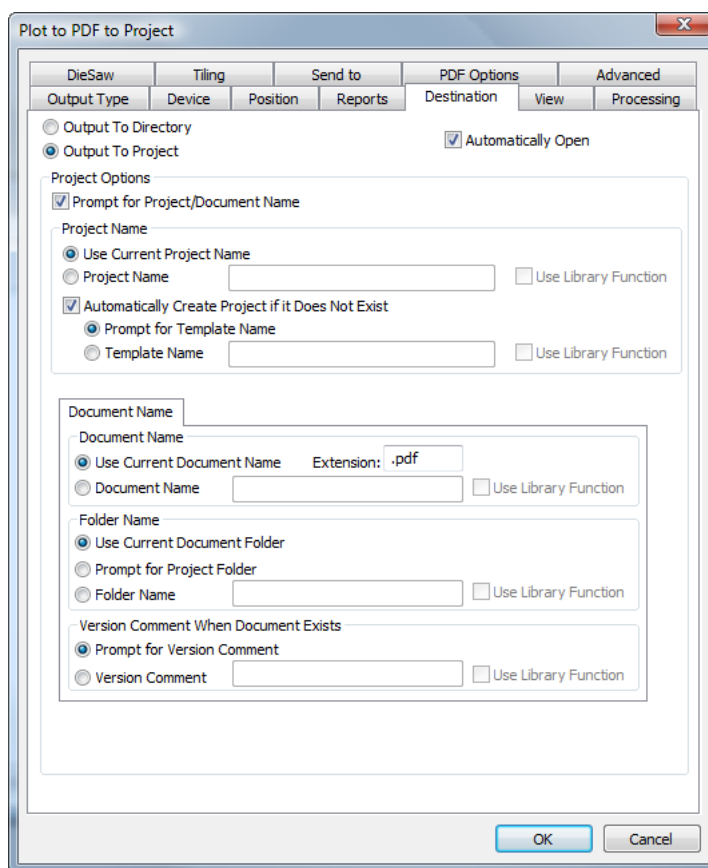 Plot to PDF to Project
DieSaw Tiling Send to PDF Options Advanced
Output Type Device Position Reports Destination View Processing
Output To Directory
Automatically Open
Output To Project
Project Options
Prompt for Project/Document Name
Project Name
Use Current Project Name
Project Name Use Library Function
Automatically Create Project if it Does Not Exist
Prompt for Template Name
Template Name Use Library Function
Document Name
Document Name
Use Current Document Name Extension: .pdf
Document Name Use Library Function
Folder Name
Use Current Document Folder
Prompt for Project Folder
Folder Name Use Library Function
Version Comment When Document Exists
Prompt for Version Comment
Version Comment Use Library Function
OK Cancel